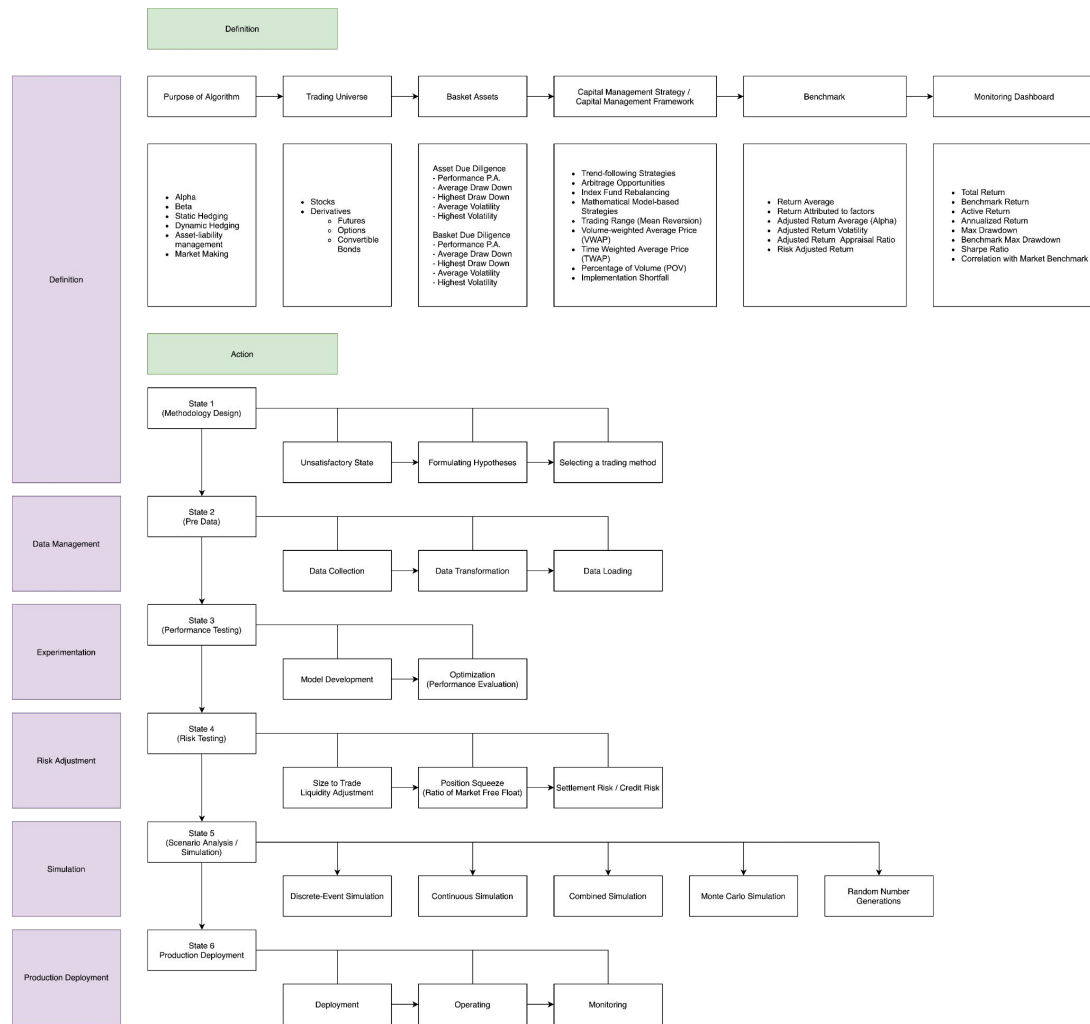 Definition
Definition
Purpose of Algorithm
Trading Universe
Basket Assets
Capital Management Strategy /
Capital Management Framework
Benchmark
Monitoring Dashboard
Alpha
Beta
Static Hedging
Dynamic Hedging
Asset-liability
management
Market Making
Stocks
Derivatives
Futures
Options
Convertible
Bonds
Asset Due Diligence
- Performance P.A.
- Average Draw Down
- Highest Draw Down
- Average Volatility
- Highest Volatility
Basket Due Diligence
- Performance P.A.
- Average Draw Down
- Highest Draw Down
- Average Volatility
- Highest Volatility
Trend-following Strategies
Arbitrage Opportunities
Index Fund Rebalancing
Mathematical Model-based
Strategies
Trading Range (Mean Reversion)
Volume-weighted Average Price
(VWAP)
Time Weighted Average Price
(TWAP)
Percentage of Volume (POV)
Implementation Shortfall
Return Average
Return Attributed to factors
Adjusted Return Average (Alpha)
Adjusted Return Volatility
Adjusted Return Appraisal Ratio
Risk Adjusted Return
Total Return
Benchmark Return
Active Return
Annualized Return
Max Drawdown
Benchmark Max Drawdown
Sharpe Ratio
Correlation with Market Benchmark
Action
State 1
(Methodology Design)
Unsatisfactory State
Formulating Hypotheses
Selecting a trading method
Data Management
State 2
(Pre Data)
Data Collection
Data Transformation
Data Loading
Experimentation
State 3
(Performance Testing)
Model Development
Optimization
(Performance Evaluation)
Risk Adjustment
State 4
(Risk Testing)
Size to Trade
Liquidity Adjustment
Position Squeeze
(Ratio of Market Free Float)
Settlement Risk / Credit Risk
Simulation
State 5
(Scenario Analysis /
Simulation)
Discrete-Event Simulation
Continuous Simulation
Combined Simulation
Monte Carlo Simulation
Random Number
Generations
Production Deployment
State 6
Production Deployment
Deployment
Operating
Monitoring